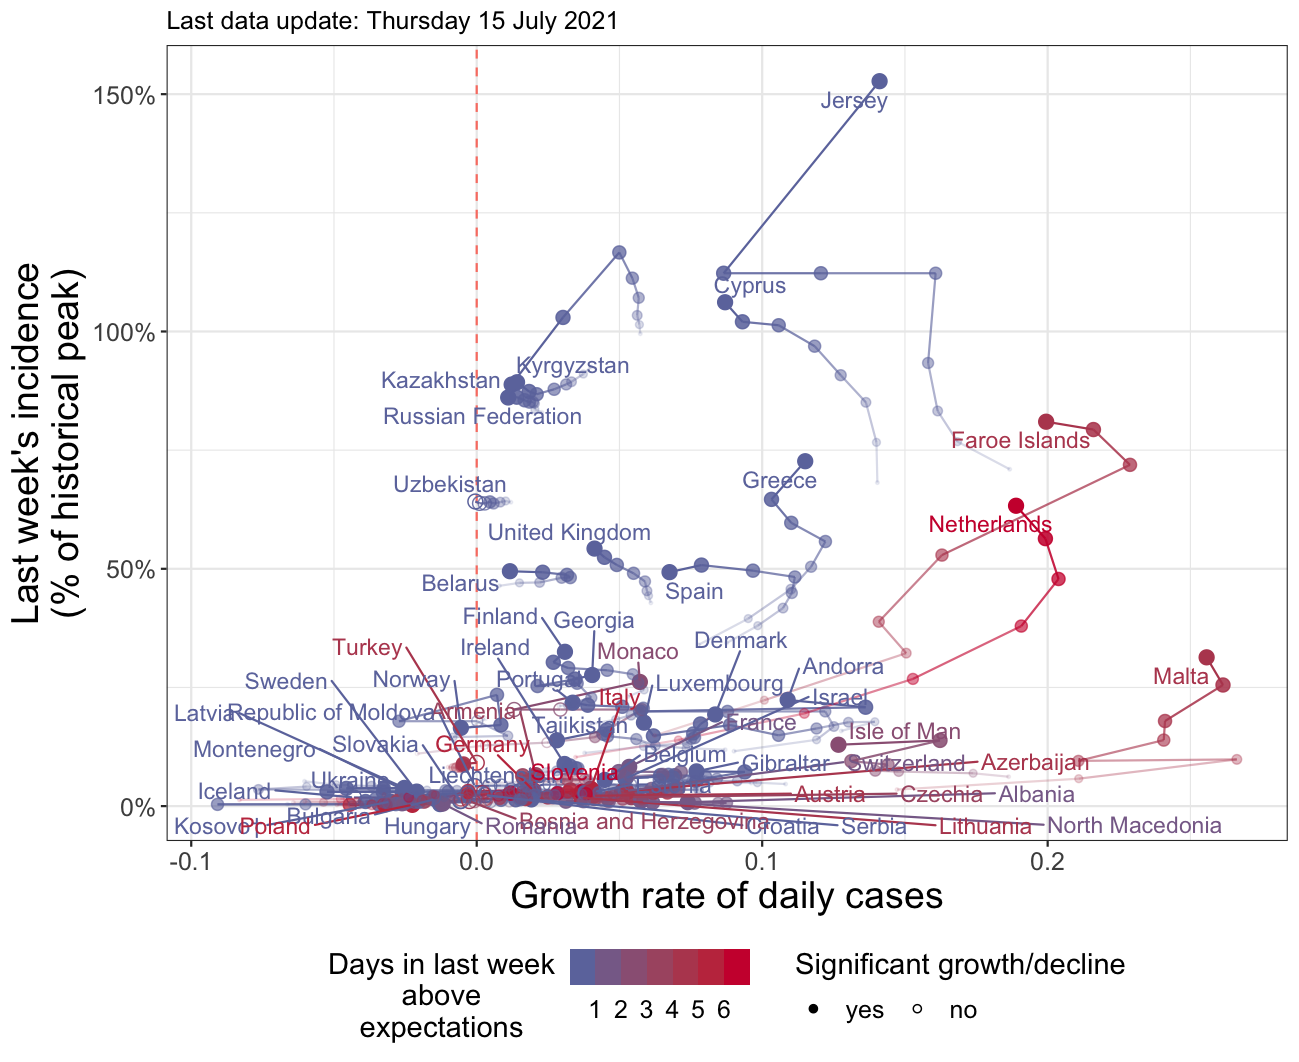 Last data update: Thursday 15 July 2021
150%
100%
50%
0%
Last week's incidence
(% of historical peak)
Jersey
Cyprus
Kyrgyzstan
Kazakhstan
Russian Federation
Faroe Islands
Uzbekistan
Greece
Netherlands
United Kingdom
Belarus
Spain
Finland
Georgia
Turkey
Ireland
Monaco
Denmark
Sweden
Norway
Portugal
Luxembourg
Andorra
Malta
Italy
Israel
Latvia
Republic of Moldova
Armenia
Tajikistan
France
Montenegro
Slovakia
Germany
Isle of Man
Belgium
Gibraltar
Switzerland
Azerbaijan
Ukraine
Slovenia
Iceland
Austria
Czechia
Albania
Kosovo
Poland
Bulgaria
Hungary
Romania
Bosnia and Herzegovina
Croatia
Serbia
Lithuania
North Macedonia
-0.1
0.0
0.1
0.2
Growth rate of daily cases
Days in last week
above
expectations
1 2 3 4 5 6
Significant growth/decline
yes
no